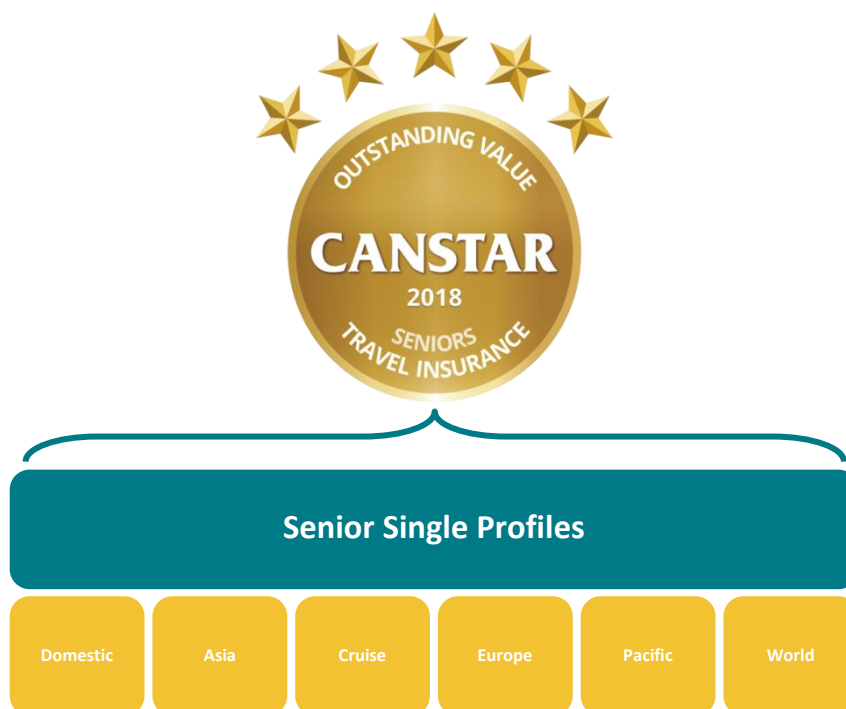 OUTSTANDING VALUE
CANSTAR
2018
SENIORS
TRAVEL INSURANCE
Senior Single Profiles
Domestic
Asia
Cruise
Europe
Pacific
World